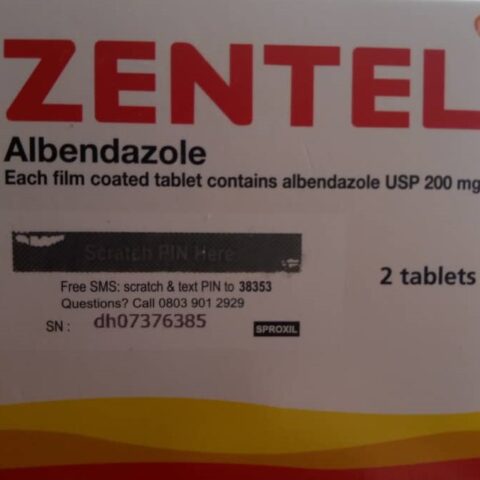 ZENTEL
Albendazole
Each film coated tablet contains albendazole USP 200 mg
Scratch PIN Here
2 tablets
Free SMS: scratch & text PIN to 38353
Questions? Call 0803 901 2929
SN : dh07376385
SPROXIL